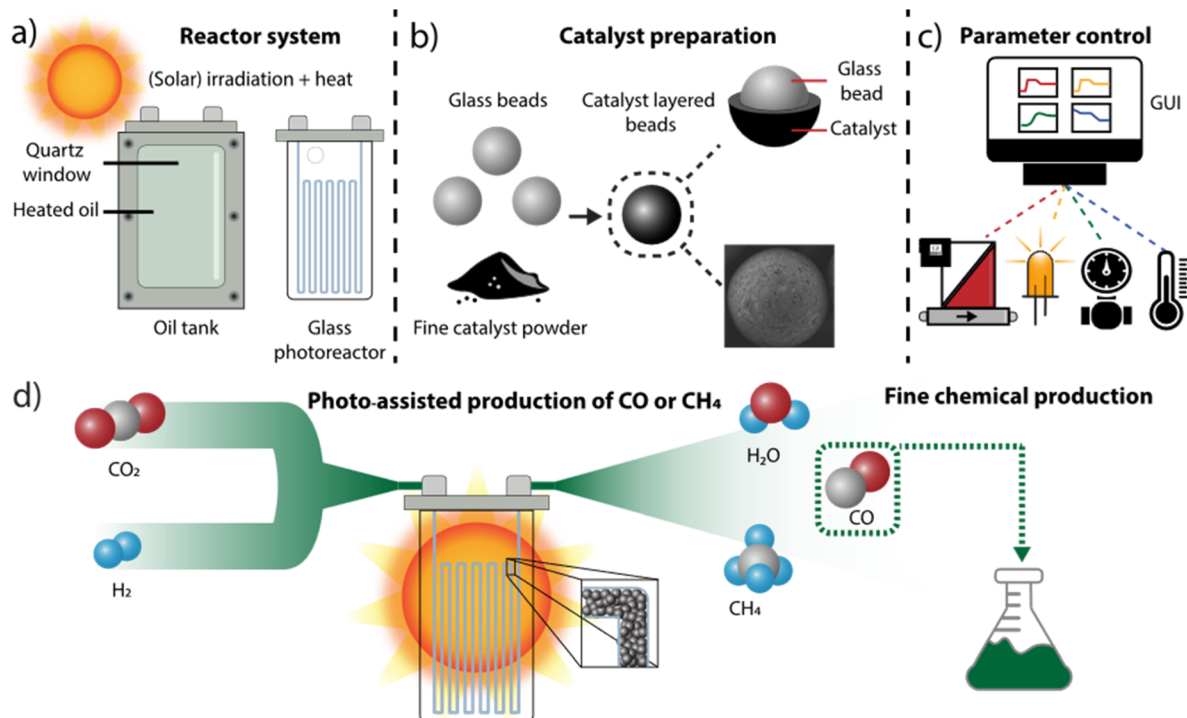 a)
Reactor system
(Solar) irradiation + heat
Quartz
window
Heated oil
Oil tank
Glass
photoreactor
b)
Catalyst preparation
Glass beads
Catalyst layered
beads
Glass
bead
Catalyst
Fine catalyst powder
c)
Parameter control
GUI
d)
Photo-assisted production of CO or CH₄
Fine chemical production
CO₂
H₂
H₂O
CO
CH₄